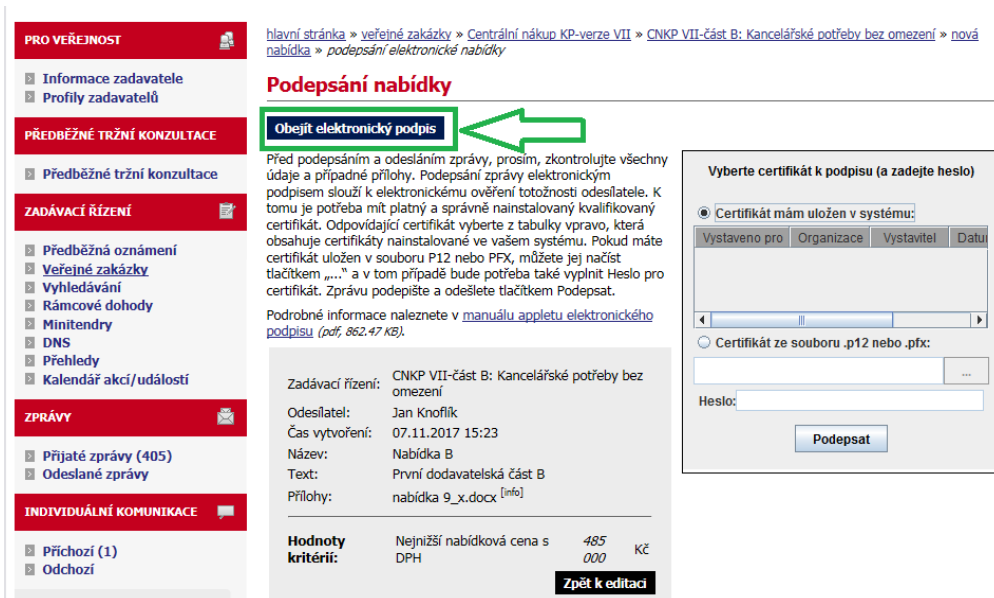 PRO VEŘEJNOST
Informace zadavatele
Profily zadavatelů
PŘEDBĚŽNÉ TRŽNÍ KONZULTACE
Předběžné tržní konzultace
ZADÁVACÍ ŘÍZENÍ
Předběžná oznámení
Veřejné zakázky
Vyhledávání
Rámcové dohody
Minitendry
DNS
Přehledy
Kalendář akcí/událostí
ZPRÁVY
Přijaté zprávy (405)
Odeslané zprávy
INDIVIDUÁLNÍ KOMUNIKACE
Příchozí (1)
Odchozí
hlavní stránka » veřejné zakázky » Centrální nákup KP-verze VII » CNKP VII-část B: Kancelářské potřeby bez omezení » nová
nabídka » podepsání elektronické nabídky
Podepsání nabídky
Obejít elektronický podpis
Před podepsáním a odesláním zprávy, prosím, zkontrolujte všechny
údaje a případné přílohy. Podepsání zprávy elektronickým
podpisem slouží k elektronickému ověření totožnosti odesílatele. K
tomu je potřeba mít platný a správně nainstalovaný kvalifikovaný
certifikát. Odpovídající certifikát vyberte z tabulky vpravo, která
obsahuje certifikáty nainstalované ve vašem systému. Pokud máte
certifikát uložen v souboru P12 nebo PFX, můžete jej načíst
tlačítkem „...“ a v tom případě bude potřeba také vyplnit Heslo pro
certifikát. Zprávu podepište a odešlete tlačítkem Podepsat.
Podrobné informace naleznete v manuálu appletu elektronického
podpisu (pdf, 862.47 KB).
Zadávací řízení: CNKP VII-část B: Kancelářské potřeby bez
omezení
Odesílatel: Jan Knoflík
Čas vytvoření: 07.11.2017 15:23
Název: Nabídka B
Text: První dodavatelská část B
Přílohy: nabídka 9_x.docx [info]
Hodnoty Nejnižší nabídková cena s 485
kritérií: DPH 000 Kč
Zpět k editaci
Vyberte certifikát k podpisu (a zadejte heslo)
Certifikát mám uložen v systému:
Vystaveno pro Organizace Vystavitel Datu
Certifikát ze souboru .p12 nebo .pfx:
...
Heslo:
Podepsat